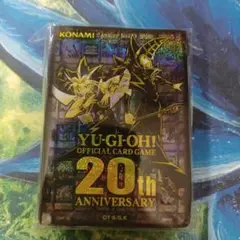 KONAMI
YU-GI-OH!
OFFICIAL CARD GAME
20th
ANNIVERSARY